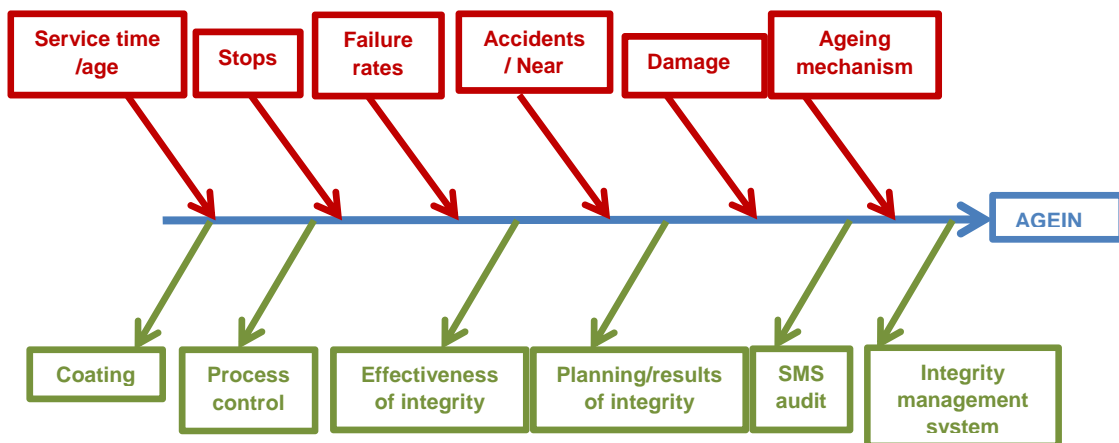 Service time
/age
Stops
Failure
rates
Accidents
/ Near
Damage
Ageing
mechanism
AGEIN
Coating
Process
control
Effectiveness
of integrity
Planning/results
of integrity
SMS
audit
Integrity
management
system